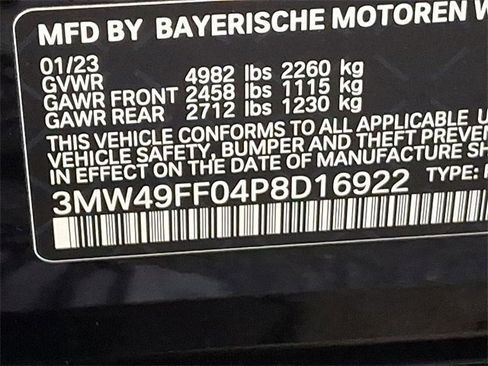 MFD BY BAYERISCHE MOTOREN
01/23
GVWR 4982 lbs 2260 kg
GAWR FRONT 2458 lbs 1115 kg
GAWR REAR 2712 lbs 1230 kg
THIS VEHICLE CONFORMS TO ALL APPLICABLE
VEHICLE SAFETY, BUMPER AND THEFT
IN EFFECT ON THE DATE OF MANUFACTURE
3MW49FF04P8D16922 TYPE: